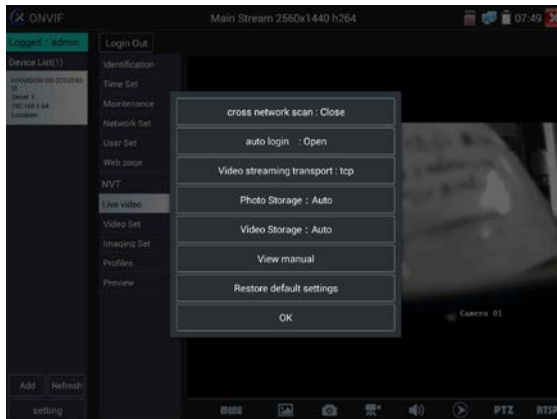 ONVIF
Main Stream 2560x1440 h264
07:49
Logged : admin
Login Out
Device List(1)
Identification
Time Set
Maintenance
Network Set
User Set
Web page
NVT
Live video
Video Set
Imaging Set
Profiles
Preview
cross network scan : Close
auto login : Open
Video streaming transport : tcp
Photo Storage : Auto
Video Storage : Auto
View manual
Restore default settings
OK
Camera 01
Add
Refresh
setting
menu
PTZ
RTSP